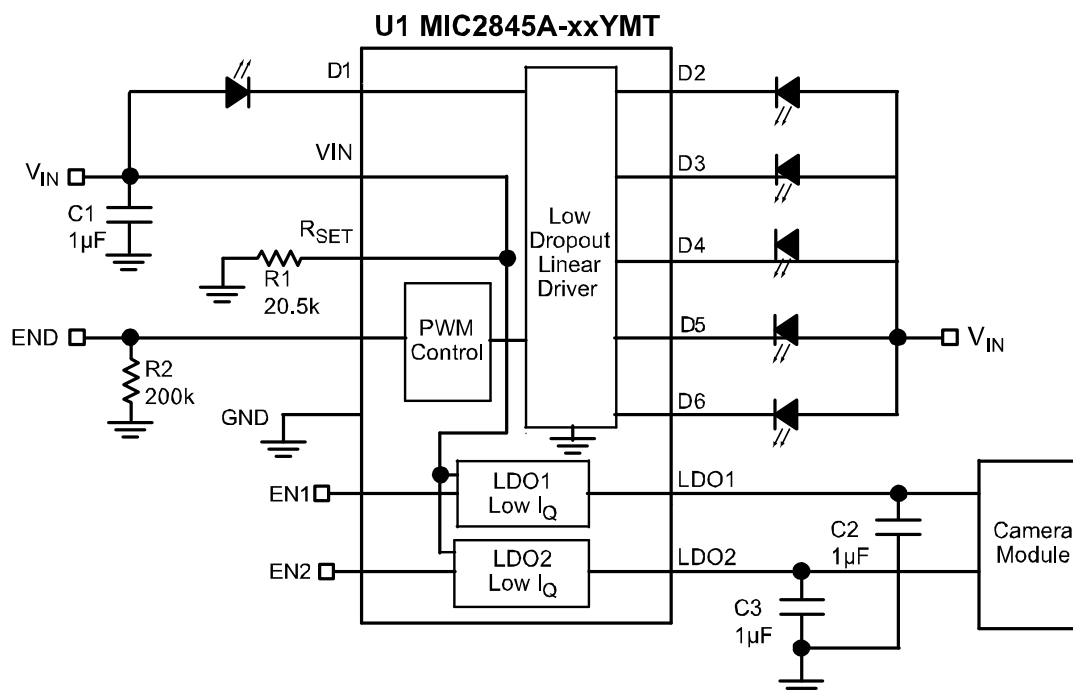 U1 MIC2845A-xxYMT
D1
D2
VIN
D3
VIN
C1
1µF
RSET
R1
20.5k
Low
Dropout
Linear
Driver
D4
END
PWM
Control
D5
VIN
R2
200k
GND
D6
EN1
LDO1
Low IQ
LDO1
EN2
LDO2
Low IQ
LDO2
C2
1µF
C3
1µF
Camera
Module